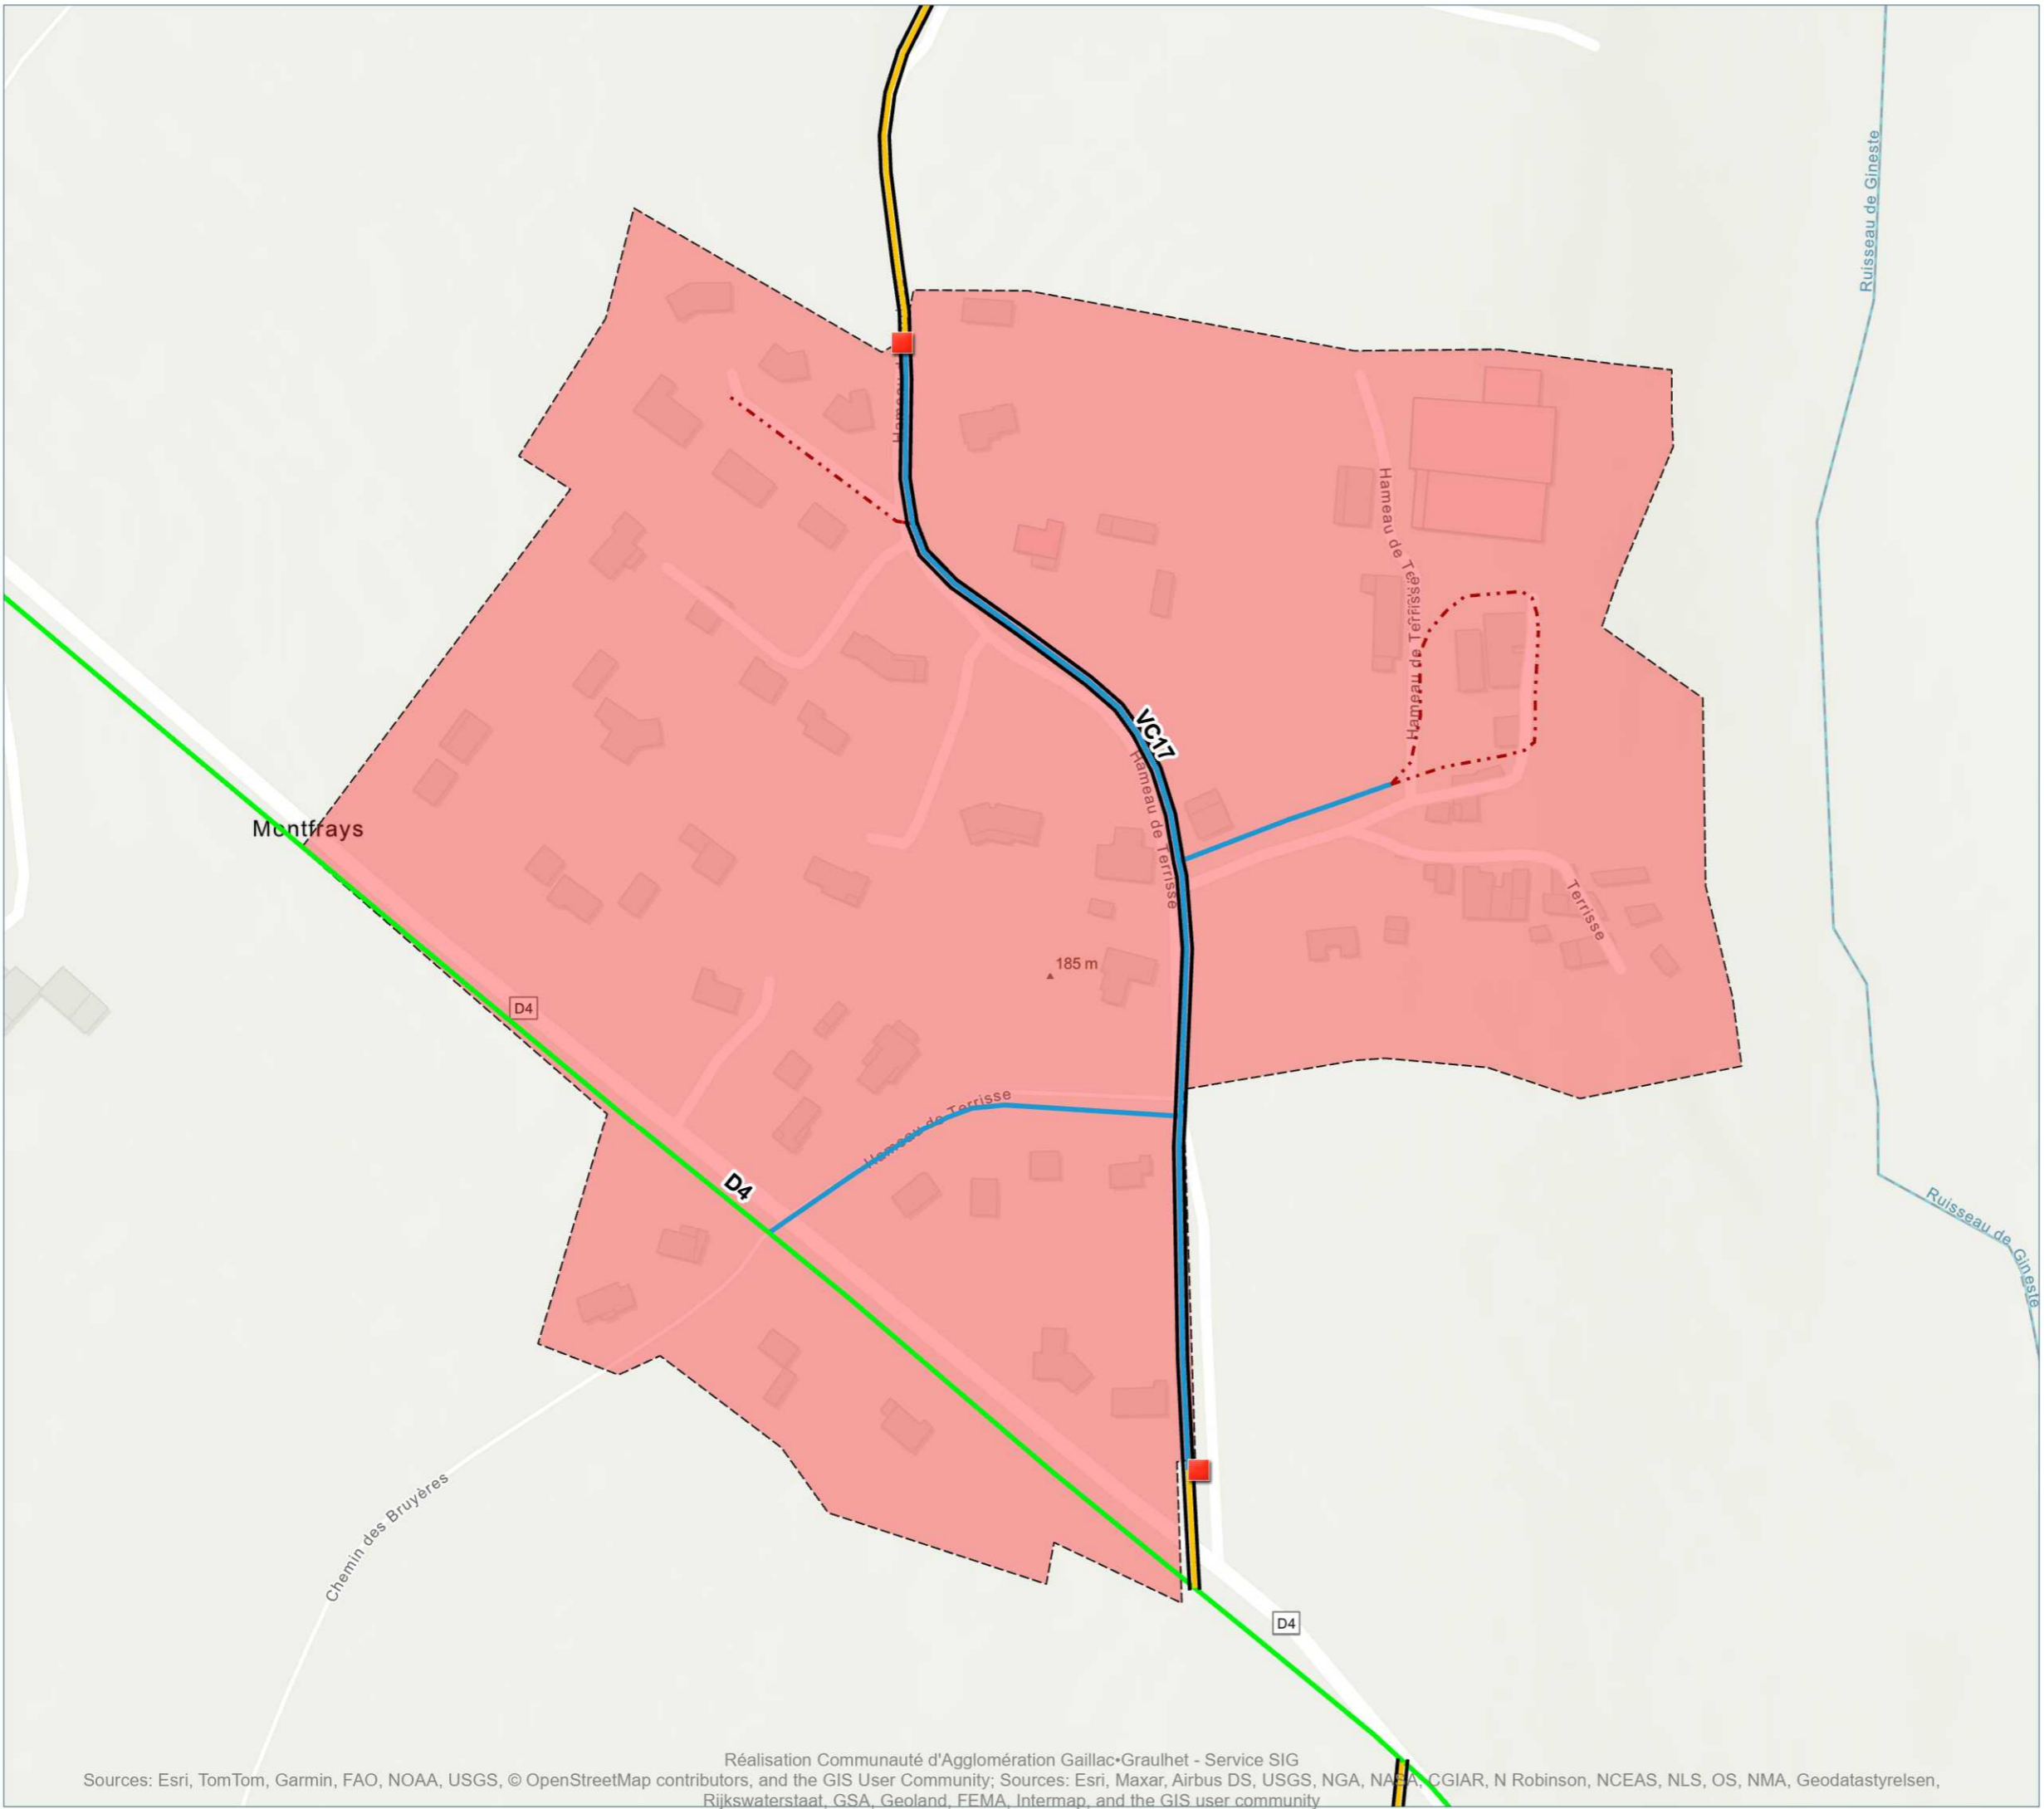 Ruisseau de Gineste
Hameau d
Hameau de Terrisse
Hameau de Terrisse
VC17
Hameau de Terrisse
Montfrays
Terrisse
185 m
D4
Hameau de Terrisse
D4
Ruisseau de Gineste
Chemin des Bruyères
D4
Réalisation Communauté d'Agglomération Gaillac•Graulhet - Service SIG
Sources: Esri, TomTom, Garmin, FAO, NOAA, USGS, © OpenStreetMap contributors, and the GIS User Community; Sources: Esri, Maxar, Airbus DS, USGS, NGA, NASA, CGIAR, N Robinson, NCEAS, NLS, OS, NMA, Geodatastyrelsen,
Rijkswaterstaat, GSA, Geoland, FEMA, Intermap, and the GIS user community